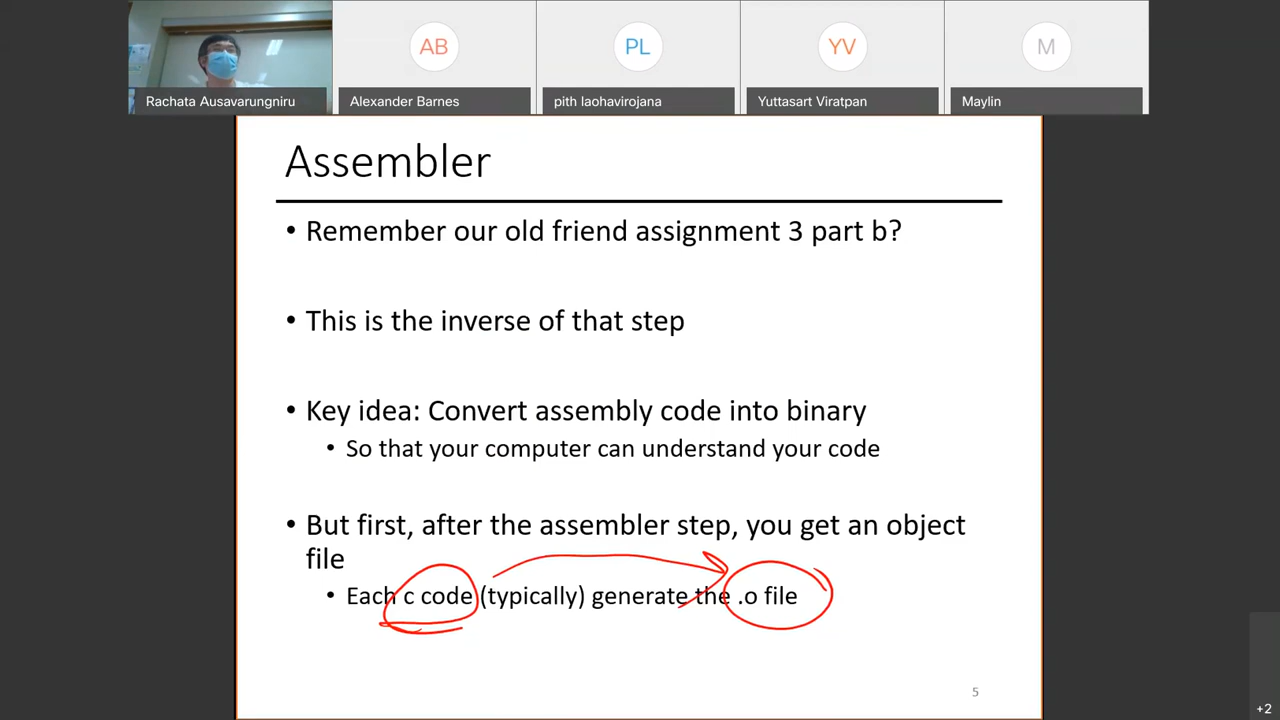 AB
PL
YV
M
Rachata Ausavarungniru
Alexander Barnes
pith laohavirojana
Yuttasart Viratpan
Maylin
Assembler
• Remember our old friend assignment 3 part b?
• This is the inverse of that step
• Key idea: Convert assembly code into binary
• So that your computer can understand your code
• But first, after the assembler step, you get an object
file
• Each c code (typically) generate the .o file
5
+2